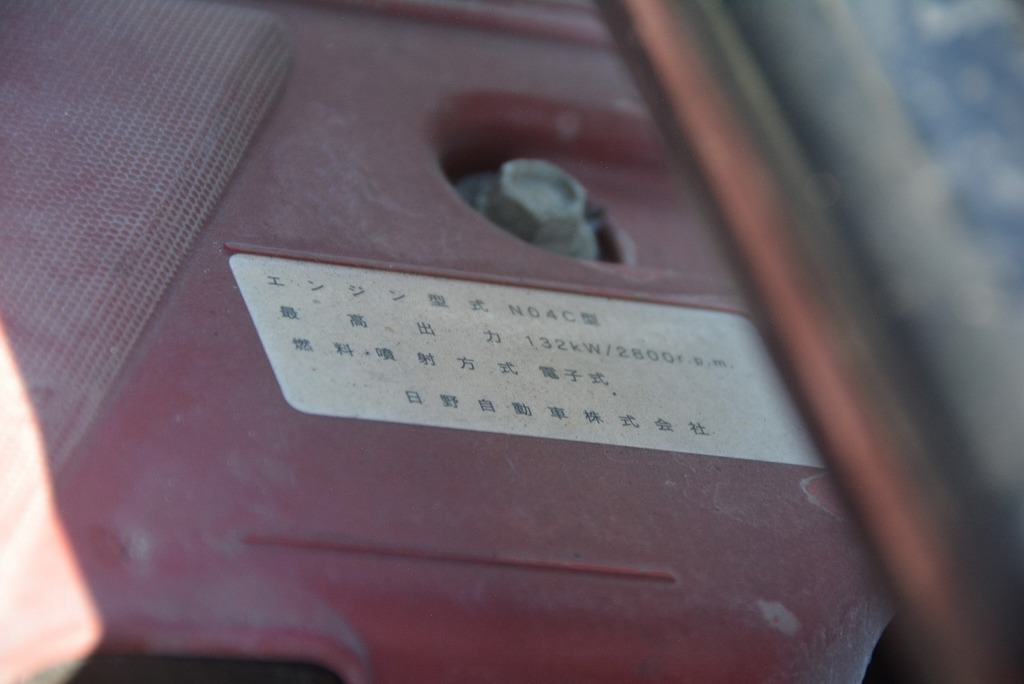 エンジン型式 N04C型
最高出力 132kW/2800r.p.m.
燃料噴射方式 電子式
日野自動車株式会社